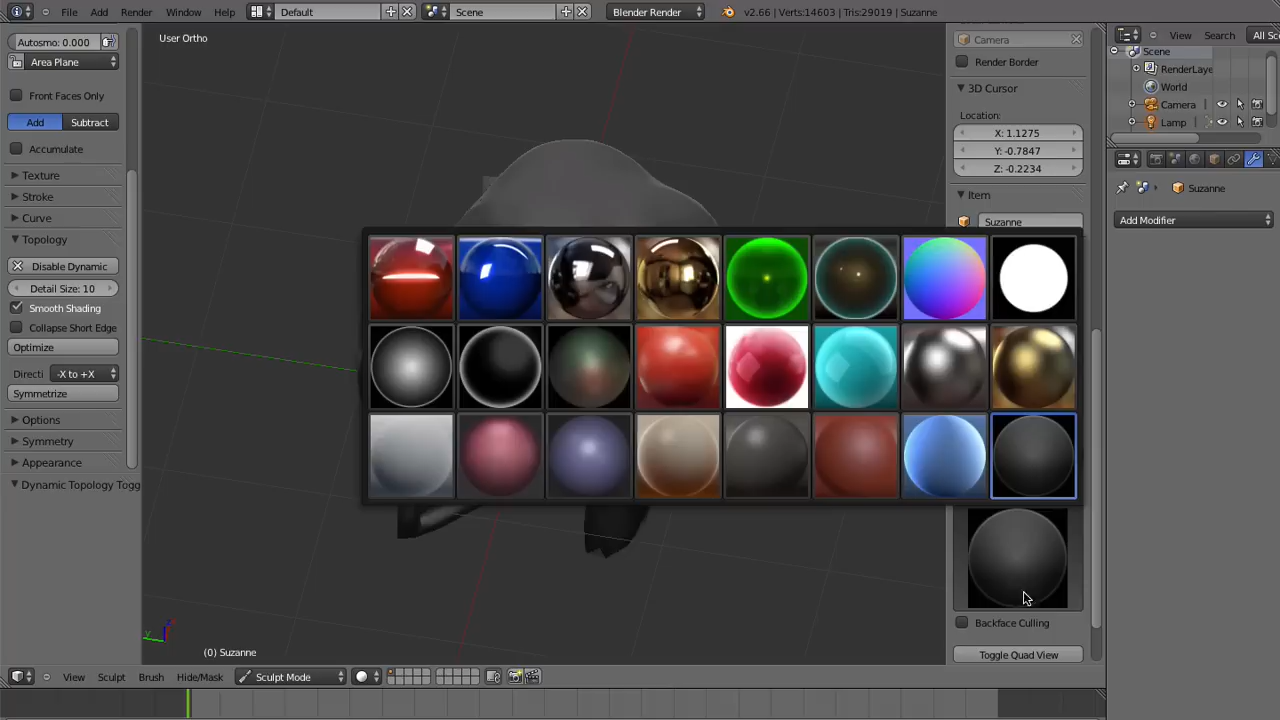 File Add Render Window Help Default Scene Blender Render v2.66 | Verts:14603 | Tris:29019 | Suzanne
Autosmo: 0.000
Area Plane
Front Faces Only
Add Subtract
Accumulate
Texture
Stroke
Curve
Topology
Disable Dynamic
Detail Size: 10
Smooth Shading
Collapse Short Edge
Optimize
Directi -X to +X
Symmetrize
Options
Symmetry
Appearance
Dynamic Topology Togg
User Ortho
(0) Suzanne
y z
Camera
Render Border
3D Cursor
Location:
X: 1.1275
Y: -0.7847
Z: -0.2234
Item
Suzanne
Backface Culling
Toggle Quad View
View Search All Sc
Scene
RenderLaye
World
Camera
Lamp
Suzanne
Add Modifier
View Sculpt Brush Hide/Mask Sculpt Mode